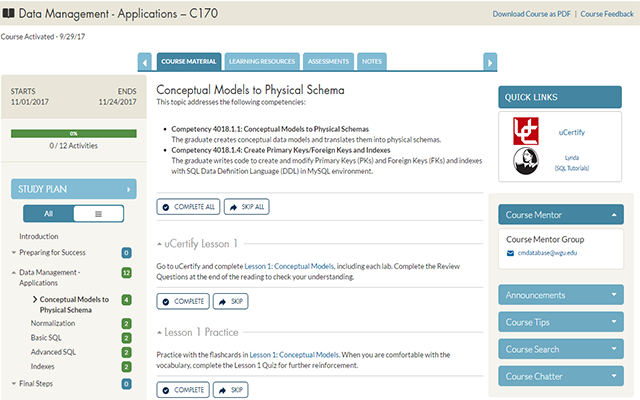 Data Management - Applications – C170
Download Course as PDF | Course Feedback
Course Activated - 9/29/17
COURSE MATERIAL
LEARNING RESOURCES
ASSESSMENTS
NOTES
STARTS
ENDS
11/01/2017
11/24/2017
0%
0 / 12 Activities
STUDY PLAN
All
Introduction
Preparing for Success 0
Data Management - 12
Applications
Conceptual Models to 4
Physical Schema
Normalization 2
Basic SQL 2
Advanced SQL 2
Indexes 2
Final Steps 0
Conceptual Models to Physical Schema
This topic addresses the following competencies:
• Competency 4018.1.1: Conceptual Models to Physical Schemas
The graduate creates conceptual data models and translates them into physical schemas.
• Competency 4018.1.4: Create Primary Keys/Foreign Keys and Indexes
The graduate writes code to create and modify Primary Keys (PKs) and Foreign Keys (FKs) and indexes
with SQL Data Definition Language (DDL) in MySQL environment.
COMPLETE ALL
SKIP ALL
uCertify Lesson 1
Go to uCertify and complete Lesson 1: Conceptual Models, including each lab. Complete the Review
Questions at the end of the reading to check your understanding.
COMPLETE
SKIP
Lesson 1 Practice
Practice with the flashcards in Lesson 1: Conceptual Models. When you are comfortable with the
vocabulary, complete the Lesson 1 Quiz for further reinforcement.
COMPLETE
SKIP
QUICK LINKS
uCertify
Lynda
(SQL Tutorials)
Course Mentor
Course Mentor Group
cmdatabase@wgu.edu
Announcements
Course Tips
Course Search
Course Chatter